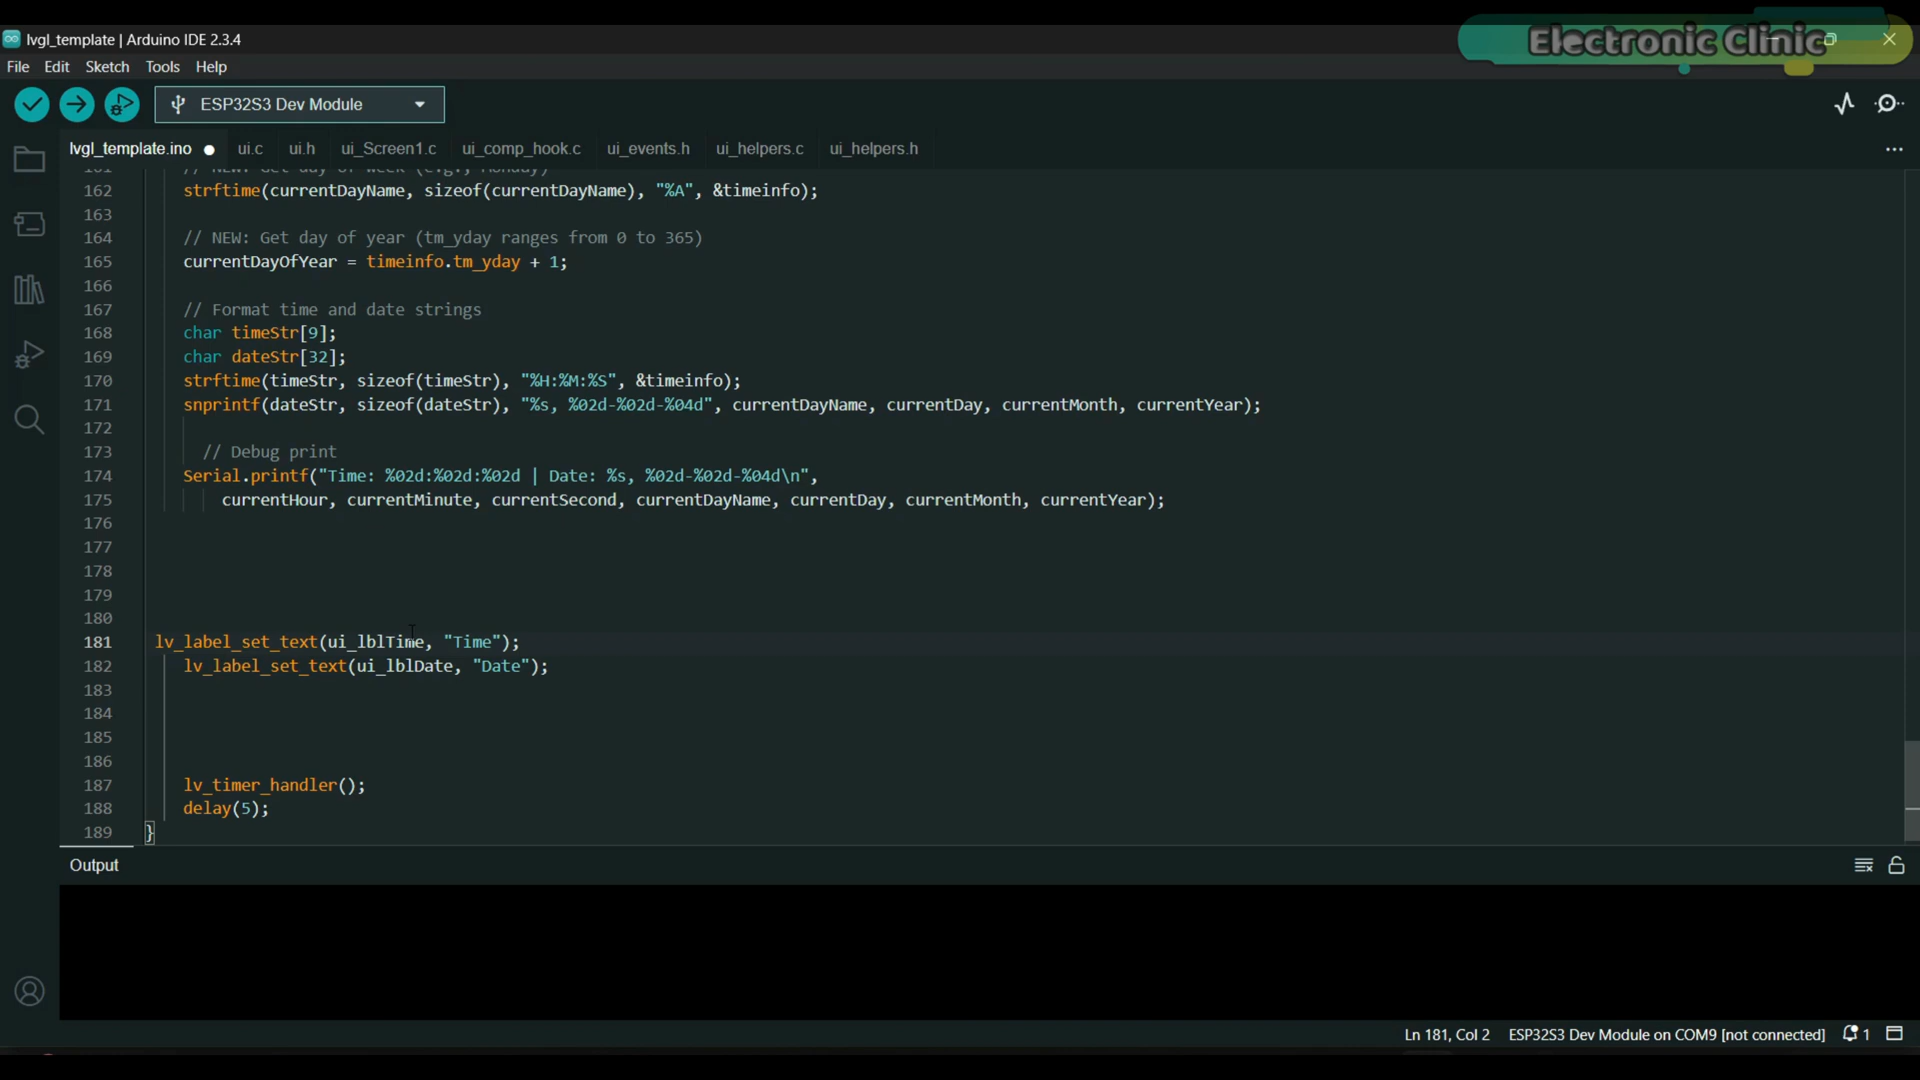 lvgl_template | Arduino IDE 2.3.4
Electronic Clinic
File Edit Sketch Tools Help
ESP32S3 Dev Module
lvgl_template.ino ui.c ui.h ui_Screen1.c ui_comp_hook.c ui_events.h ui_helpers.c ui_helpers.h
161 // NEW: Get day of week (e.g., Monday)
162 strftime(currentDayName, sizeof(currentDayName), "%A", &timeinfo);
163
164 // NEW: Get day of year (tm_yday ranges from 0 to 365)
165 currentDayOfYear = timeinfo.tm_yday + 1;
166
167 // Format time and date strings
168 char timeStr[9];
169 char dateStr[32];
170 strftime(timeStr, sizeof(timeStr), "%H:%M:%S", &timeinfo);
171 snprintf(dateStr, sizeof(dateStr), "%s, %02d-%02d-%04d", currentDayName, currentDay, currentMonth, currentYear);
172
173 // Debug print
174 Serial.printf("Time: %02d:%02d:%02d | Date: %s, %02d-%02d-%04d\n",
175 currentHour, currentMinute, currentSecond, currentDayName, currentDay, currentMonth, currentYear);
176
177
178
179
180
181 lv_label_set_text(ui_lblTime, "Time");
182 lv_label_set_text(ui_lblDate, "Date");
183
184
185
186
187 lv_timer_handler();
188 delay(5);
189 }
Output
Ln 181, Col 2 ESP32S3 Dev Module on COM9 [not connected] 1